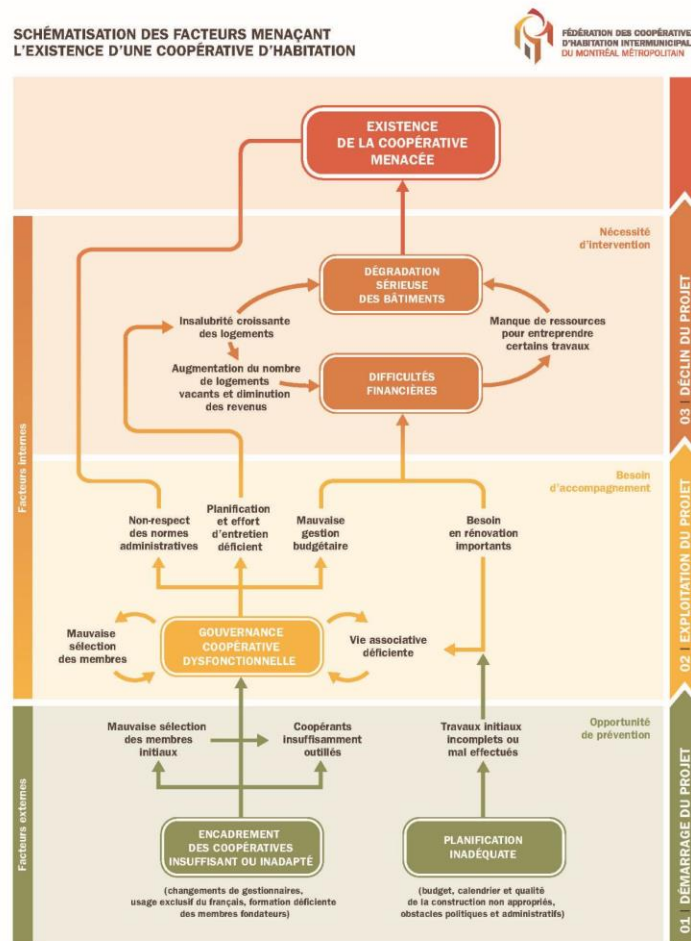 SCHÉMATISATION DES FACTEURS MENAÇANT
L'EXISTENCE D'UNE COOPÉRATIVE D'HABITATION
FÉDÉRATION DES COOPÉRATIVES
D'HABITATION INTERMUNICIPAL
DU MONTRÉAL MÉTROPOLITAIN
EXISTENCE
DE LA COOPÉRATIVE
MENACÉE
Nécessité
d'intervention
DÉGRADATION
SÉRIEUSE
DES BÂTIMENTS
Insalubrité croissante
des logements
Manque de ressources
pour entreprendre
certains travaux
Augmentation du nombre
de logements
vacants et diminution
des revenus
DIFFICULTÉS
FINANCIÈRES
03 | DÉCLIN DU PROJET
Facteurs internes
Besoin
d'accompagnement
Non-respect
des normes
administratives
Planification
et effort
d'entretien
déficient
Mauvaise
gestion
budgétaire
Besoin
en rénovation
importants
Mauvaise
sélection
des membres
GOUVERNANCE
COOPÉRATIVE
DYSFONCTIONNELLE
Vie associative
déficiente
02 | EXPLOITATION DU PROJET
Opportunité
de prévention
Mauvaise sélection
des membres
initiaux
Coopérants
insuffisamment
outillés
Travaux initiaux
incomplets ou
mal effectués
Facteurs externes
ENCADREMENT
DES COOPÉRATIVES
INSUFFISANT OU INADAPTÉ
PLANIFICATION
INADÉQUATE
(changements de gestionnaires,
usage exclusif du français, formation déficiente
des membres fondateurs)
(budget, calendrier et qualité
de la construction non appropriés,
obstacles politiques et administratifs)
01 | DÉMARRAGE DU PROJET